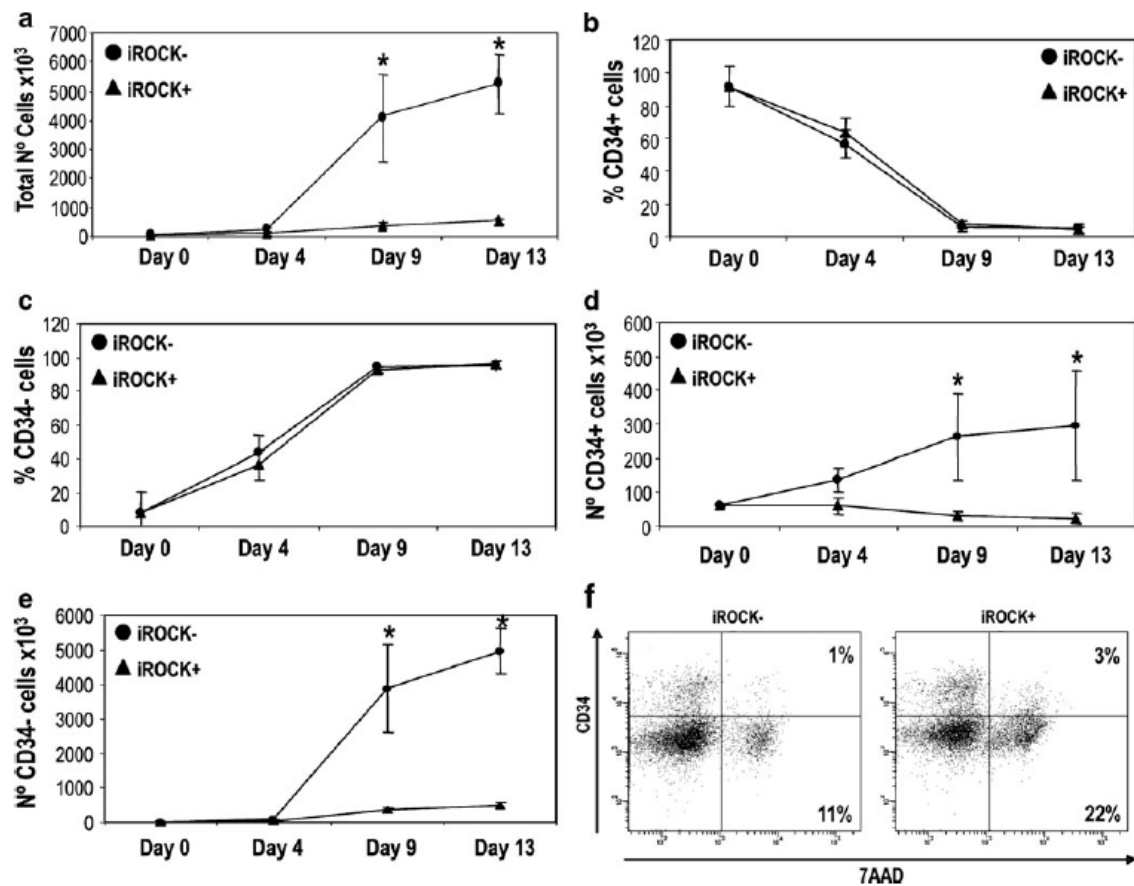 a
Total Nº Cells x10³
7000
6000
5000
4000
3000
2000
1000
0
iROCK-
iROCK+
*
*
Day 0 Day 4 Day 9 Day 13
b
% CD34+ cells
120
100
80
60
40
20
0
iROCK-
iROCK+
Day 0 Day 4 Day 9 Day 13
c
% CD34- cells
120
100
80
60
40
20
0
iROCK-
iROCK+
Day 0 Day 4 Day 9 Day 13
d
Nº CD34+ cells x10³
600
500
400
300
200
100
0
iROCK-
iROCK+
*
*
Day 0 Day 4 Day 9 Day 13
e
Nº CD34- cells x10³
6000
5000
4000
3000
2000
1000
0
iROCK-
iROCK+
*
*
Day 0 Day 4 Day 9 Day 13
f
iROCK- iROCK+
CD34
1%
11%
3%
22%
7AAD